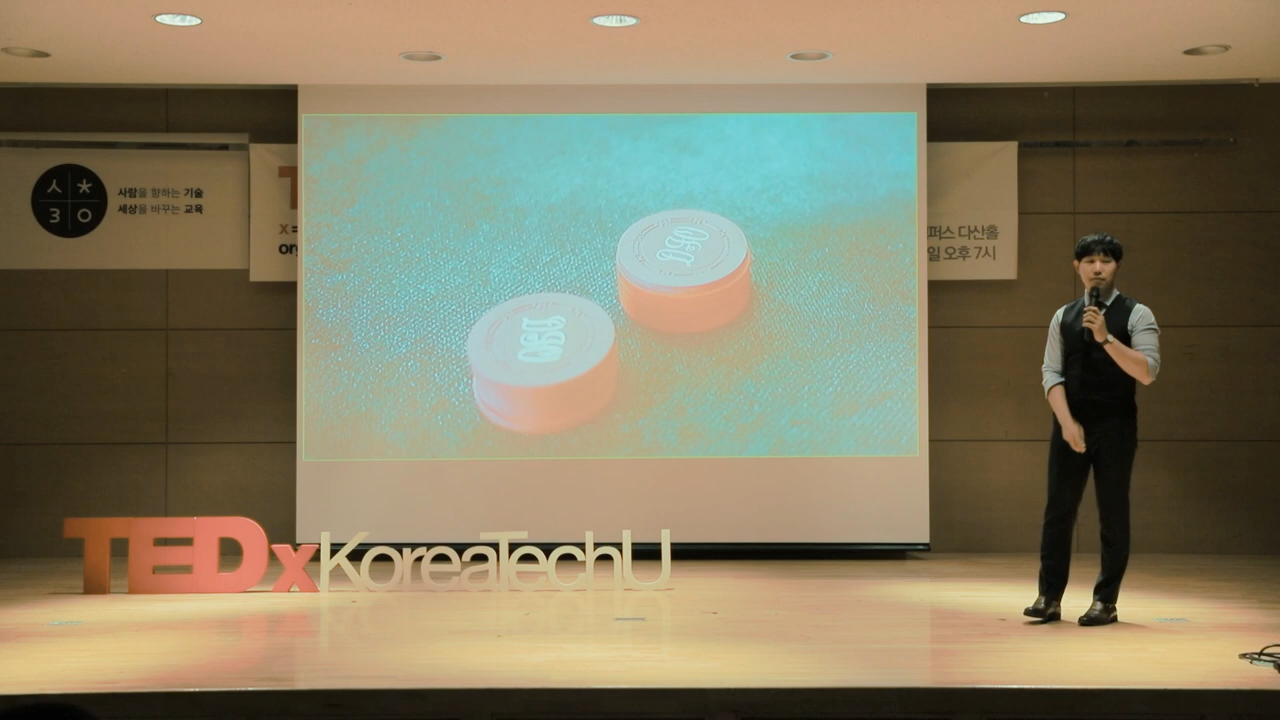 사람을 향하는 기술
세상을 바꾸는 교육
T
x =
org
퍼스 다산홀
일 오후 7시
TEDxKoreaTechU